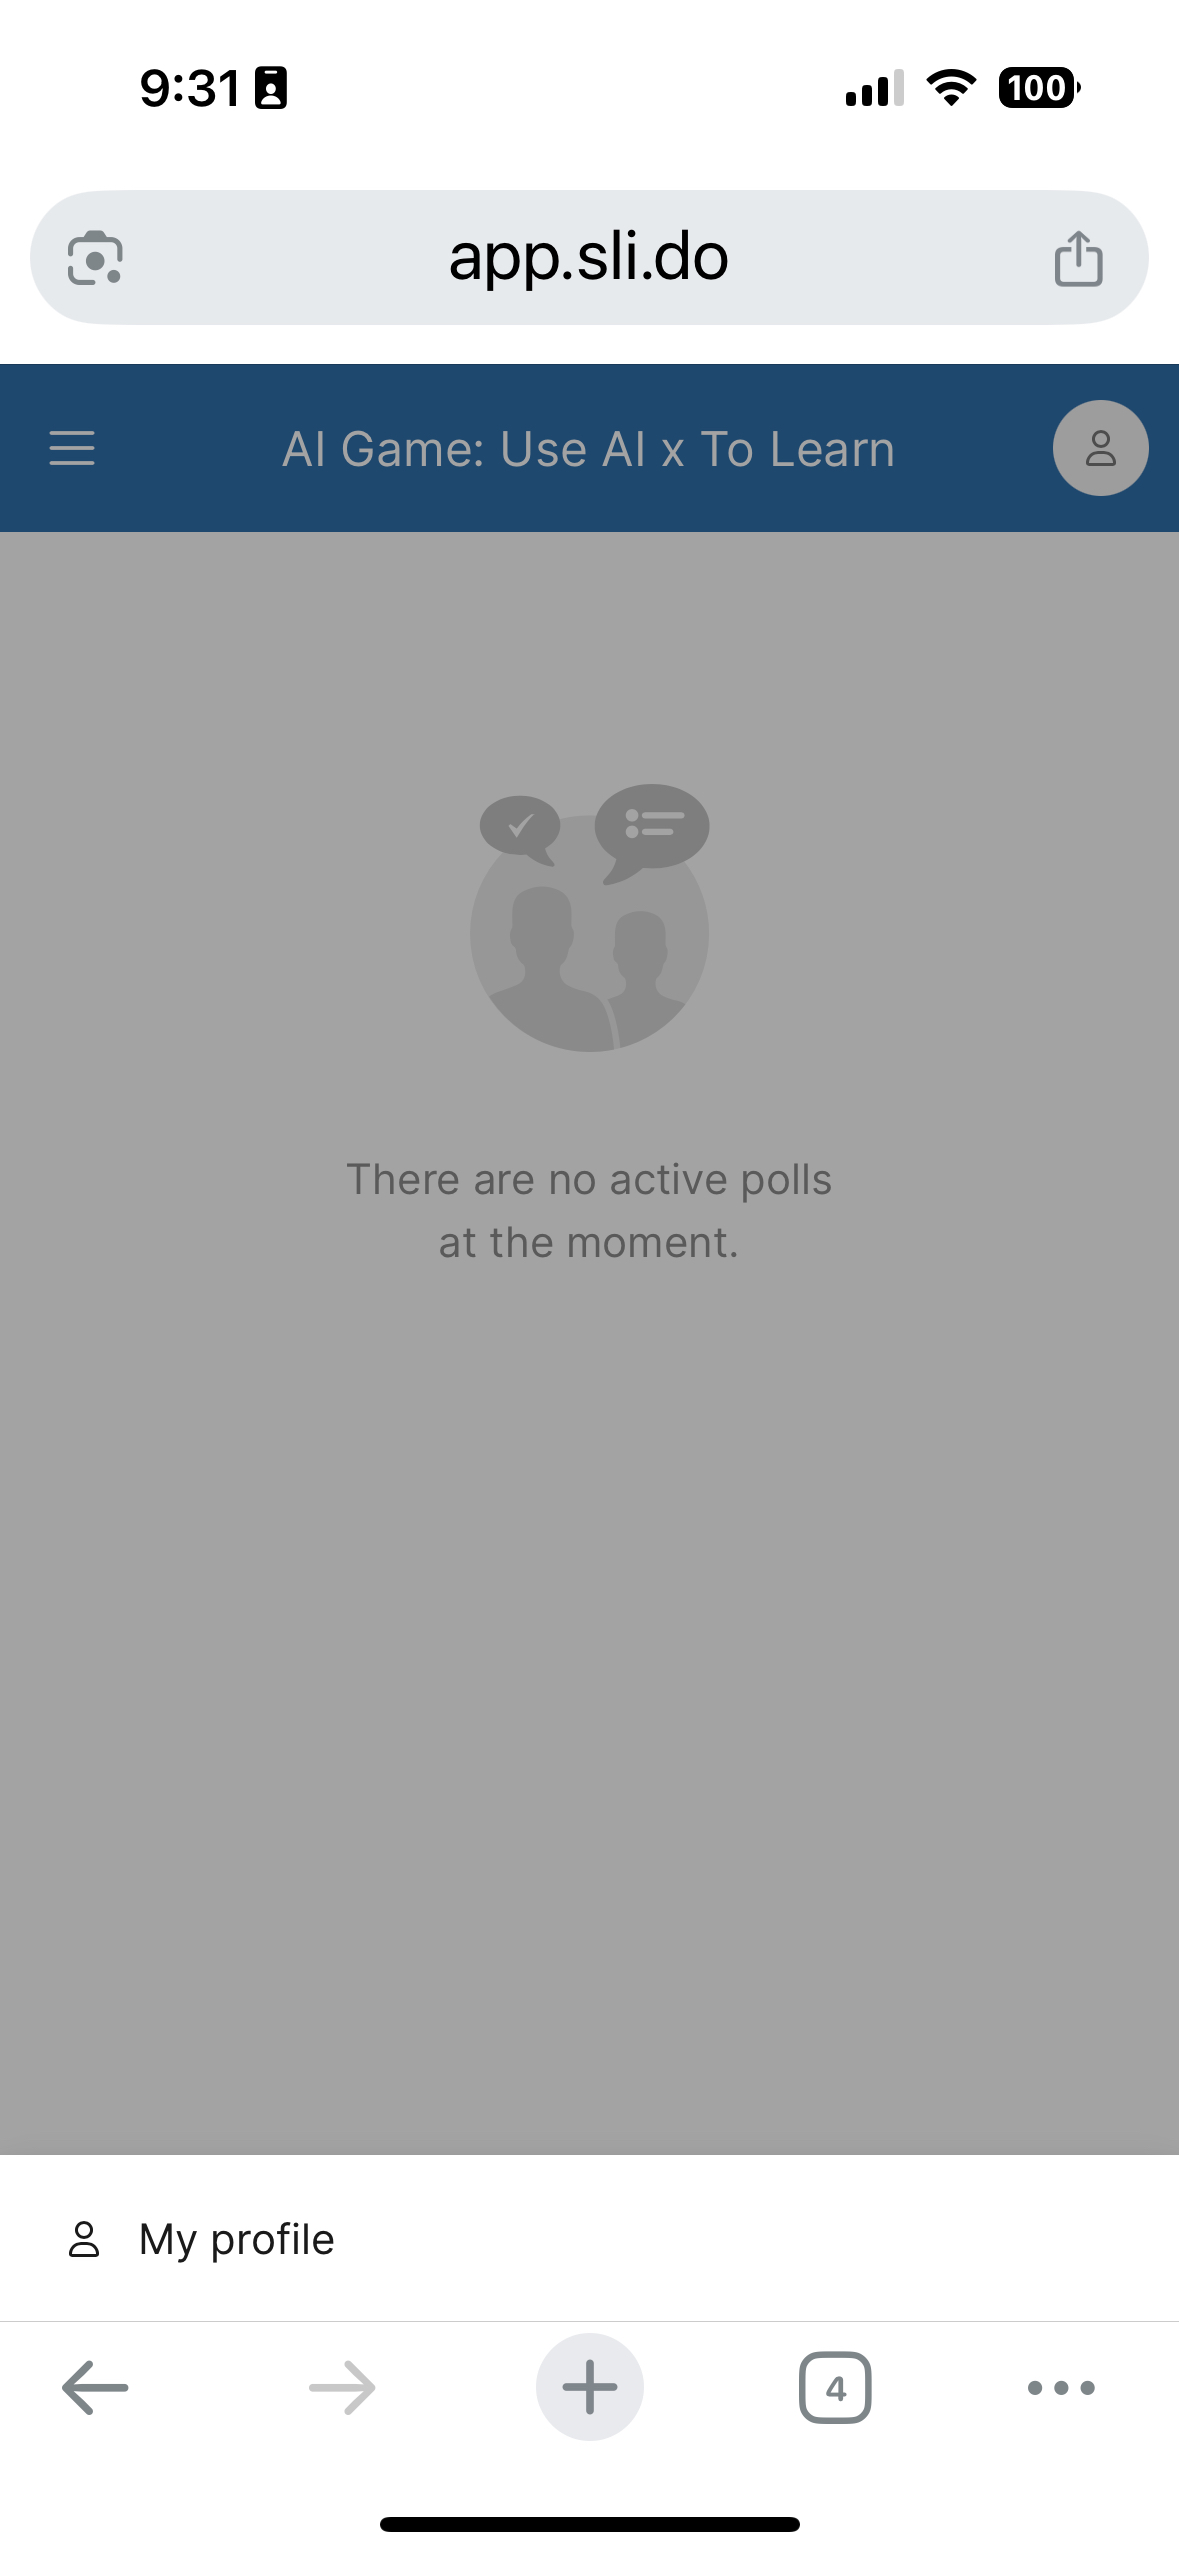 9:31
100
app.sli.do
AI Game: Use AI x To Learn
There are no active polls
at the moment.
My profile
4